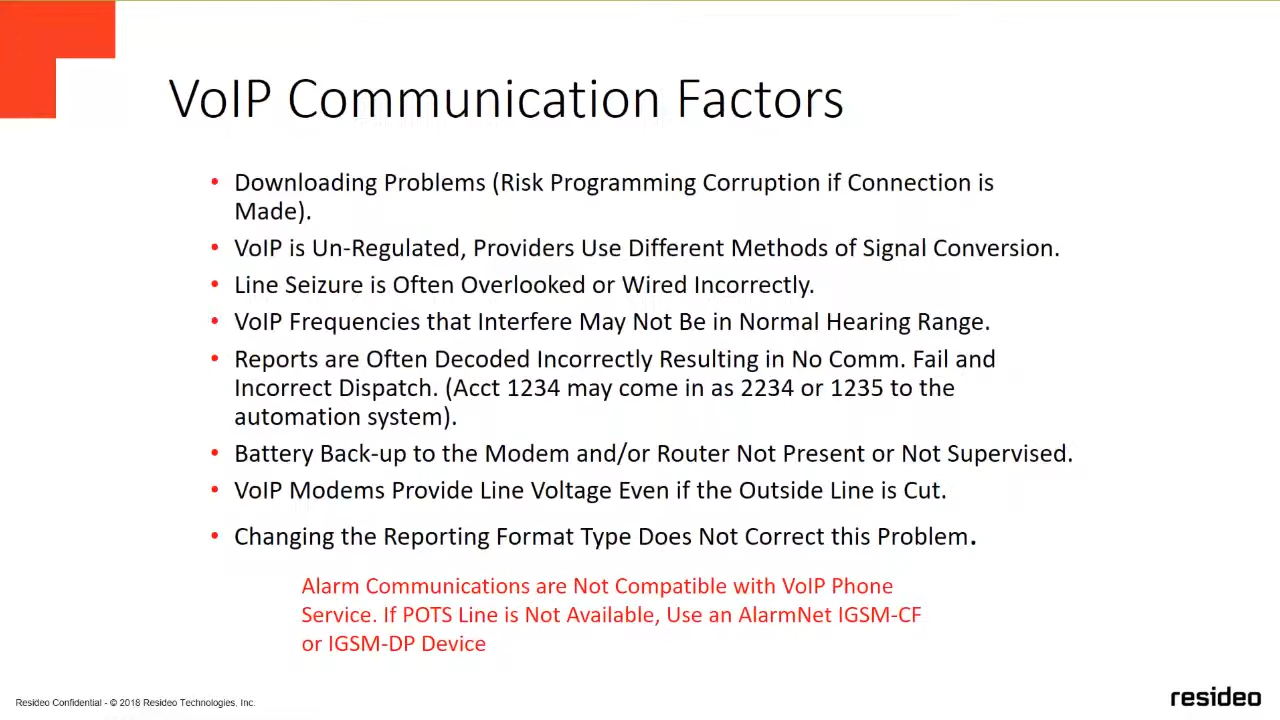 VoIP Communication Factors
• Downloading Problems (Risk Programming Corruption if Connection is
Made).
• VoIP is Un-Regulated, Providers Use Different Methods of Signal Conversion.
• Line Seizure is Often Overlooked or Wired Incorrectly.
• VoIP Frequencies that Interfere May Not Be in Normal Hearing Range.
• Reports are Often Decoded Incorrectly Resulting in No Comm. Fail and
Incorrect Dispatch. (Acct 1234 may come in as 2234 or 1235 to the
automation system).
• Battery Back-up to the Modem and/or Router Not Present or Not Supervised.
• VoIP Modems Provide Line Voltage Even if the Outside Line is Cut.
• Changing the Reporting Format Type Does Not Correct this Problem.
Alarm Communications are Not Compatible with VoIP Phone
Service. If POTS Line is Not Available, Use an AlarmNet IGSM-CF
or IGSM-DP Device
Resideo Confidential - © 2018 Resideo Technologies, Inc.
resideo